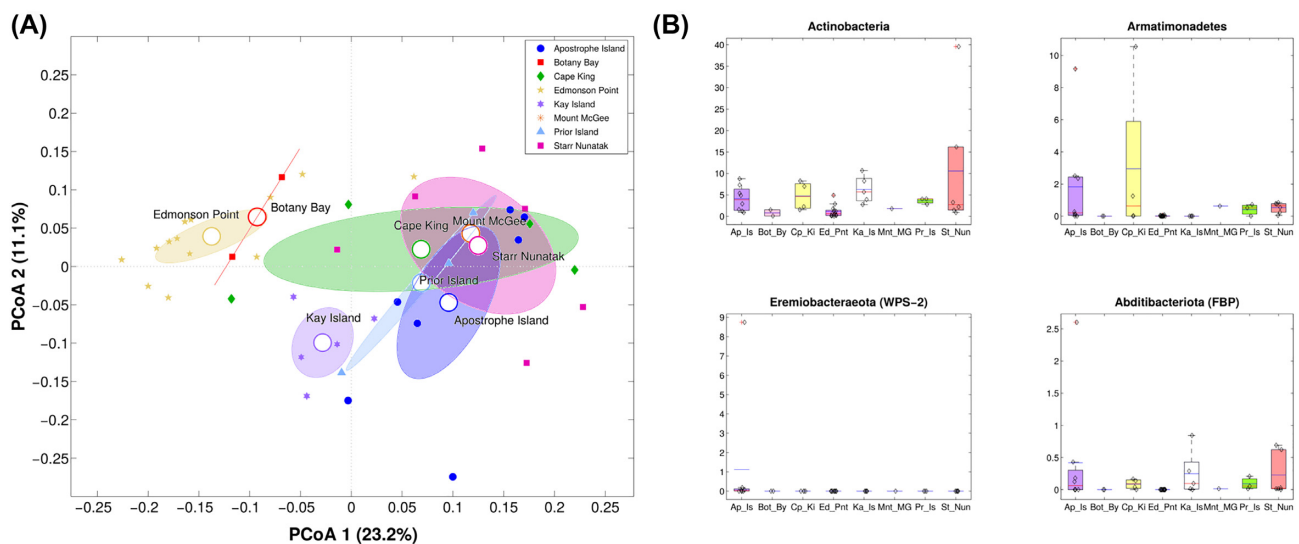 (A)
0.25
0.2
0.15
0.1
0.05
0
-0.05
-0.1
-0.15
-0.2
-0.25
PCoA 2 (11.1%)
-0.25 -0.2 -0.15 -0.1 -0.05 0 0.05 0.1 0.15 0.2 0.25
PCoA 1 (23.2%)
Apostrophe Island
Botany Bay
Cape King
Edmonson Point
Kay Island
Mount McGee
Prior Island
Starr Nunatak
Edmonson Point
Botany Bay
Cape King
Mount McGee
Starr Nunatak
Prior Island
Kay Island
Apostrophe Island
(B)
Actinobacteria
40
35
30
25
20
15
10
5
0
Ap_Is Bot_By Cp_Ki Ed_Pnt Ka_Is Mnt_MG Pr_Is St_Nun
Armatimonadetes
10
8
6
4
2
0
Ap_Is Bot_By Cp_Ki Ed_Pnt Ka_Is Mnt_MG Pr_Is St_Nun
Eremiobacteraeota (WPS-2)
9
8
7
6
5
4
3
2
1
0
Ap_Is Bot_By Cp_Ki Ed_Pnt Ka_Is Mnt_MG Pr_Is St_Nun
Abditibacteriota (FBP)
2.5
2
1.5
1
0.5
0
Ap_Is Bot_By Cp_Ki Ed_Pnt Ka_Is Mnt_MG Pr_Is St_Nun